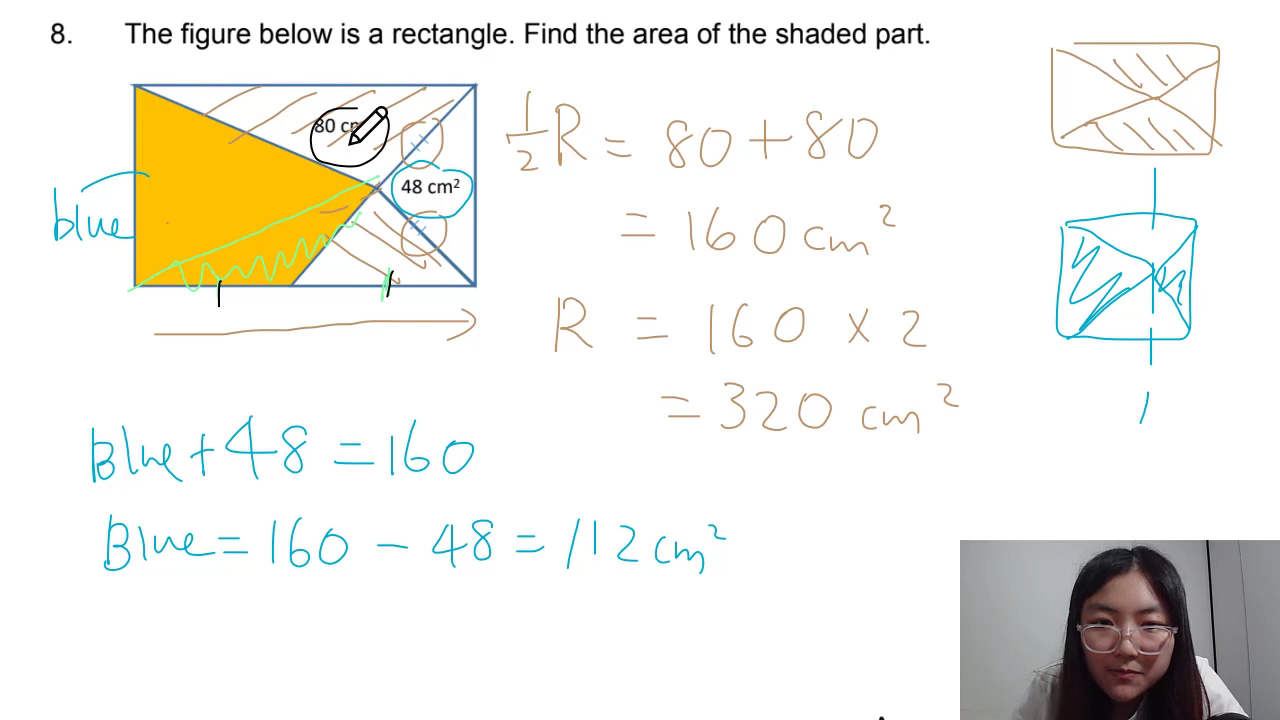 8. The figure below is a rectangle. Find the area of the shaded part.
80 cm
48 cm²
blue
1/2 R = 80 + 80
= 160 cm²
R = 160 × 2
= 320 cm²
Blue + 48 = 160
Blue = 160 - 48 = 112 cm²